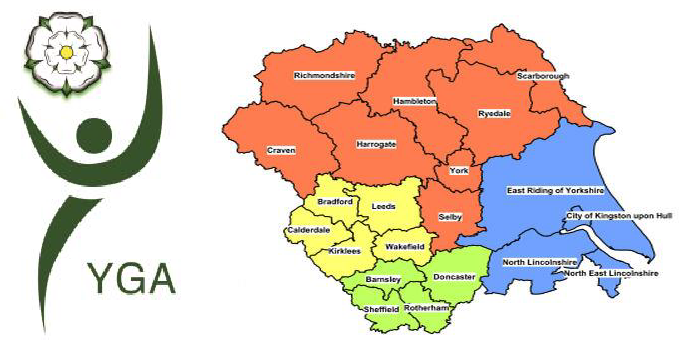 YGA
Richmondshire
Scarborough
Hambleton
Ryedale
Craven
Harrogate
York
East Riding of Yorkshire
Bradford
Leeds
Selby
City of Kingston upon Hull
Calderdale
Kirklees
Wakefield
North Lincolnshire
North East Lincolnshire
Barnsley
Doncaster
Sheffield
Rotherham